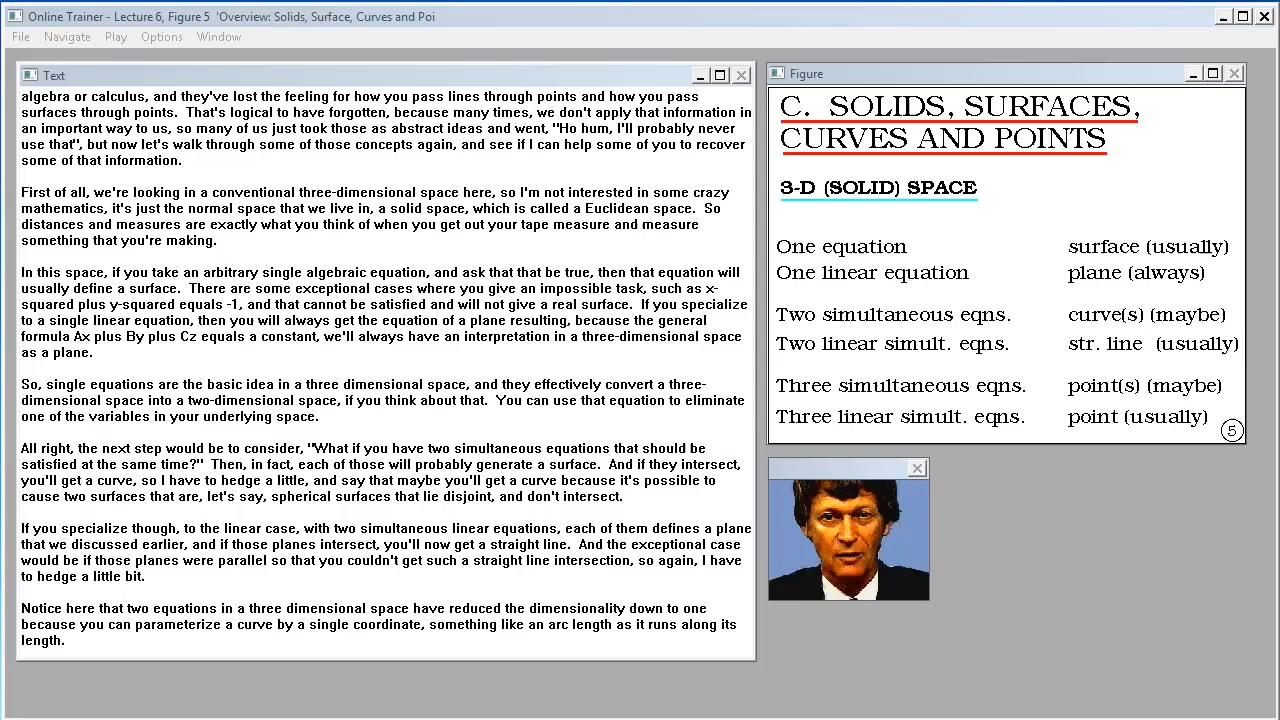 Online Trainer - Lecture 6, Figure 5 'Overview: Solids, Surface, Curves and Poi
File Navigate Play Options Window
Text
algebra or calculus, and they've lost the feeling for how you pass lines through points and how you pass
surfaces through points. That's logical to have forgotten, because many times, we don't apply that information in
an important way to us, so many of us just took those as abstract ideas and went, "Ho hum, I'll probably never
use that", but now let's walk through some of those concepts again, and see if I can help some of you to recover
some of that information.
First of all, we're looking in a conventional three-dimensional space here, so I'm not interested in some crazy
mathematics, it's just the normal space that we live in, a solid space, which is called a Euclidean space. So
distances and measures are exactly what you think of when you get out your tape measure and measure
something that you're making.
In this space, if you take an arbitrary single algebraic equation, and ask that that be true, then that equation will
usually define a surface. There are some exceptional cases where you give an impossible task, such as x-
squared plus y-squared equals -1, and that cannot be satisfied and will not give a real surface. If you specialize
to a single linear equation, then you will always get the equation of a plane resulting, because the general
formula Ax plus By plus Cz equals a constant, we'll always have an interpretation in a three-dimensional space
as a plane.
So, single equations are the basic idea in a three dimensional space, and they effectively convert a three-
dimensional space into a two-dimensional space, if you think about that. You can use that equation to eliminate
one of the variables in your underlying space.
All right, the next step would be to consider, "What if you have two simultaneous equations that should be
satisfied at the same time?" Then, in fact, each of those will probably generate a surface. And if they intersect,
you'll get a curve, so I have to hedge a little, and say that maybe you'll get a curve because it's possible to
cause two surfaces that are, let's say, spherical surfaces that lie disjoint, and don't intersect.
If you specialize though, to the linear case, with two simultaneous linear equations, each of them defines a plane
that we discussed earlier, and if those planes intersect, you'll now get a straight line. And the exceptional case
would be if those planes were parallel so that you couldn't get such a straight line intersection, so again, I have
to hedge a little bit.
Notice here that two equations in a three dimensional space have reduced the dimensionality down to one
because you can parameterize a curve by a single coordinate, something like an arc length as it runs along its
length.
Figure
C. SOLIDS, SURFACES,
CURVES AND POINTS
3-D (SOLID) SPACE
One equation surface (usually)
One linear equation plane (always)
Two simultaneous eqns. curve(s) (maybe)
Two linear simult. eqns. str. line (usually)
Three simultaneous eqns. point(s) (maybe)
Three linear simult. eqns. point (usually)
5